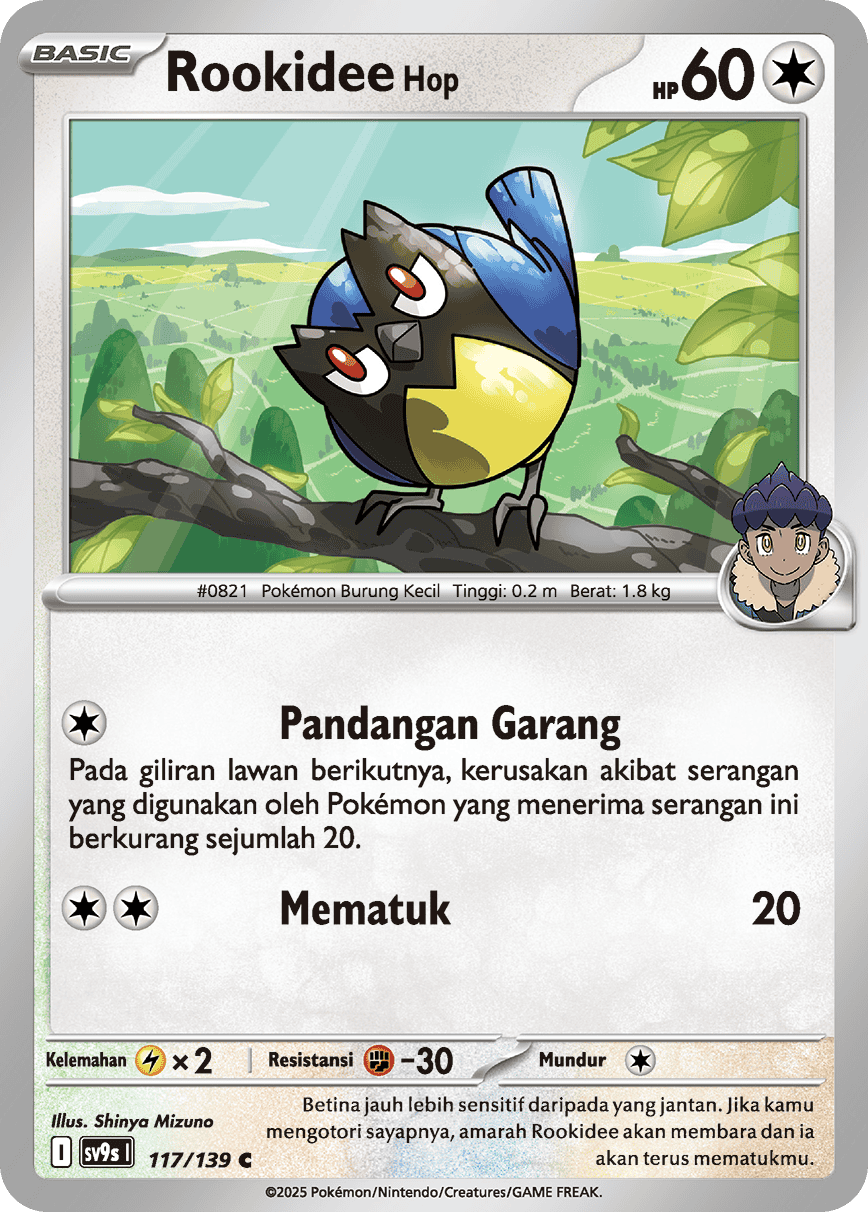 BASIC
Rookidee Hop
HP 60
#0821 Pokémon Burung Kecil Tinggi: 0.2 m Berat: 1.8 kg
Pandangan Garang
Pada giliran lawan berikutnya, kerusakan akibat serangan
yang digunakan oleh Pokémon yang menerima serangan ini
berkurang sejumlah 20.
Mematuk 20
Kelemahan ×2 Resistansi -30 Mundur
Illus. Shinya Mizuno
Betina jauh lebih sensitif daripada yang jantan. Jika kamu
mengotori sayapnya, amarah Rookidee akan membara dan ia
akan terus mematukmu.
I sv9s I 117/139 C
©2025 Pokémon/Nintendo/Creatures/GAME FREAK.